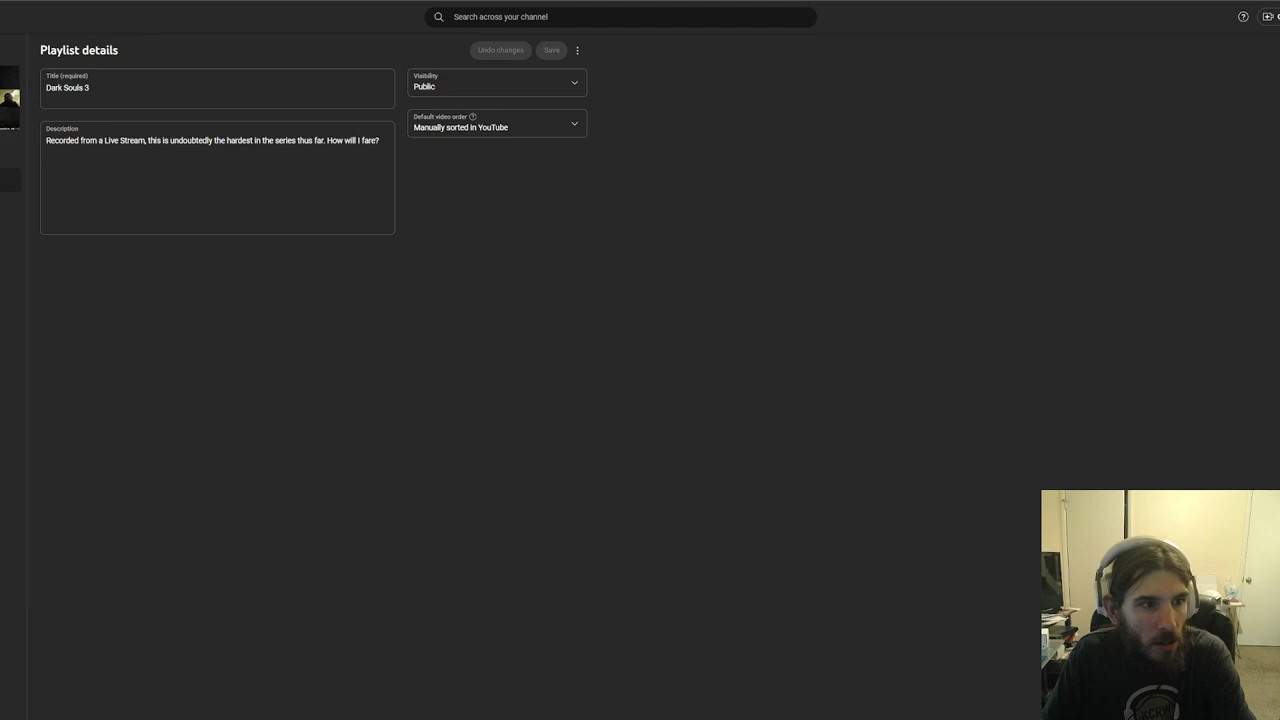 Search across your channel
Playlist details
Undo changes
Save
Title (required)
Dark Souls 3
Visibility
Public
Description
Recorded from a Live Stream, this is undoubtedly the hardest in the series thus far. How will I fare?
Default video order
Manually sorted in YouTube
KCRW